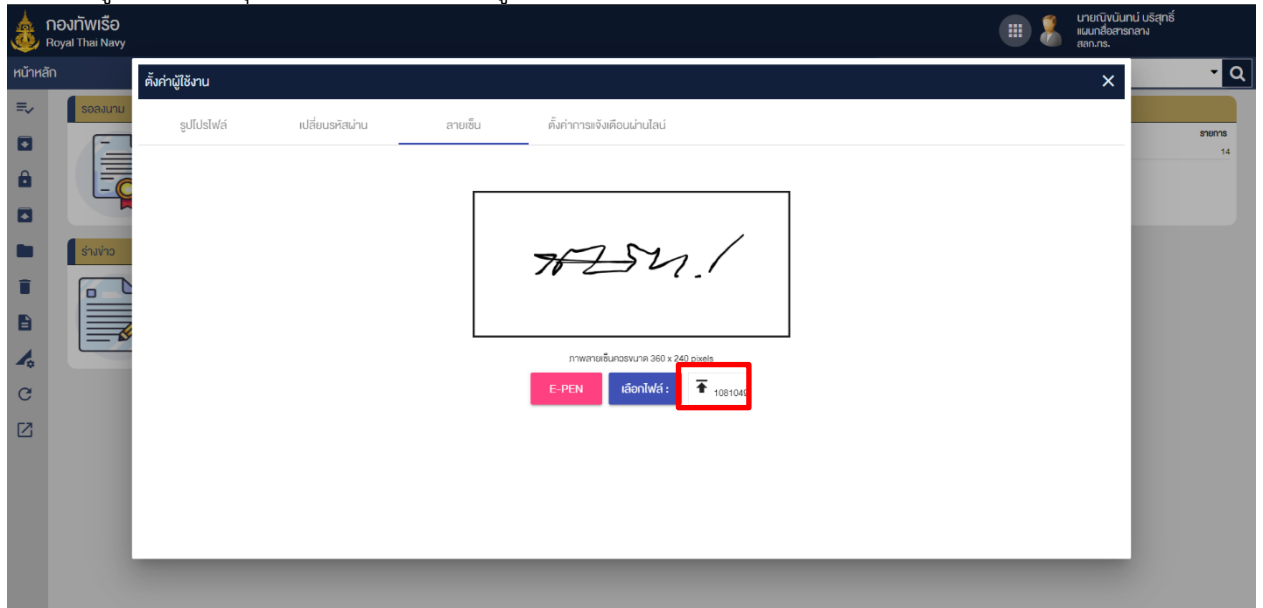 กองทัพเรือ
Royal Thai Navy
นายณิงนันทน์ บริสุทธิ์
แผนกสื่อสารกลาง
สลก.ทร.
หน้าหลัก
ตั้งค่าผู้ใช้งาน
รอลงนาม
รูปโปรไฟล์ เปลี่ยนรหัสผ่าน ลายเซ็น ตั้งค่าการแจ้งเตือนผ่านไลน์
รายการ
14
ร่างข่าว
ภาพลายเซ็นควรขนาด 360 x 240 pixels
E-PEN เลือกไฟล์ : 1081049